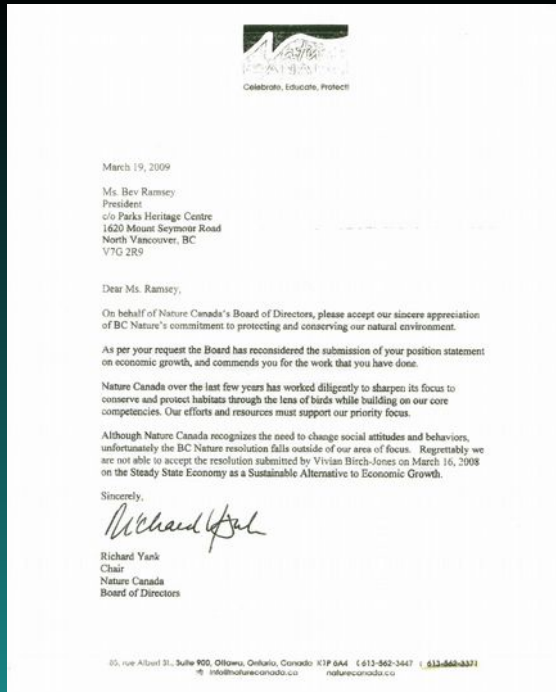 Celebrate, Educate, Protect!
March 19, 2009
Ms. Bev Ramsey
President
c/o Parks Heritage Centre
1620 Mount Seymour Road
North Vancouver, BC
V7G 2R9
Dear Ms. Ramsey,
On behalf of Nature Canada's Board of Directors, please accept our sincere appreciation
of BC Nature's commitment to protecting and conserving our natural environment.
As per your request the Board has reconsidered the submission of your position statement
on economic growth, and commends you for the work that you have done.
Nature Canada over the last few years has worked diligently to sharpen its focus to
conserve and protect habitats through the lens of birds while building on our core
competencies. Our efforts and resources must support our priority focus.
Although Nature Canada recognizes the need to change social attitudes and behaviors,
unfortunately the BC Nature resolution falls outside of our area of focus. Regrettably we
are not able to accept the resolution submitted by Vivian Birch-Jones on March 16, 2008
on the Steady State Economy as a Sustainable Alternative to Economic Growth.
Sincerely,
Richard Yank
Richard Yank
Chair
Nature Canada
Board of Directors
rue Albert St., Suite 900, Ottawa, Ontario, Canada K1P 6A4 613-562-3447 613-562-3371
info@naturecanada.ca naturecanada.ca